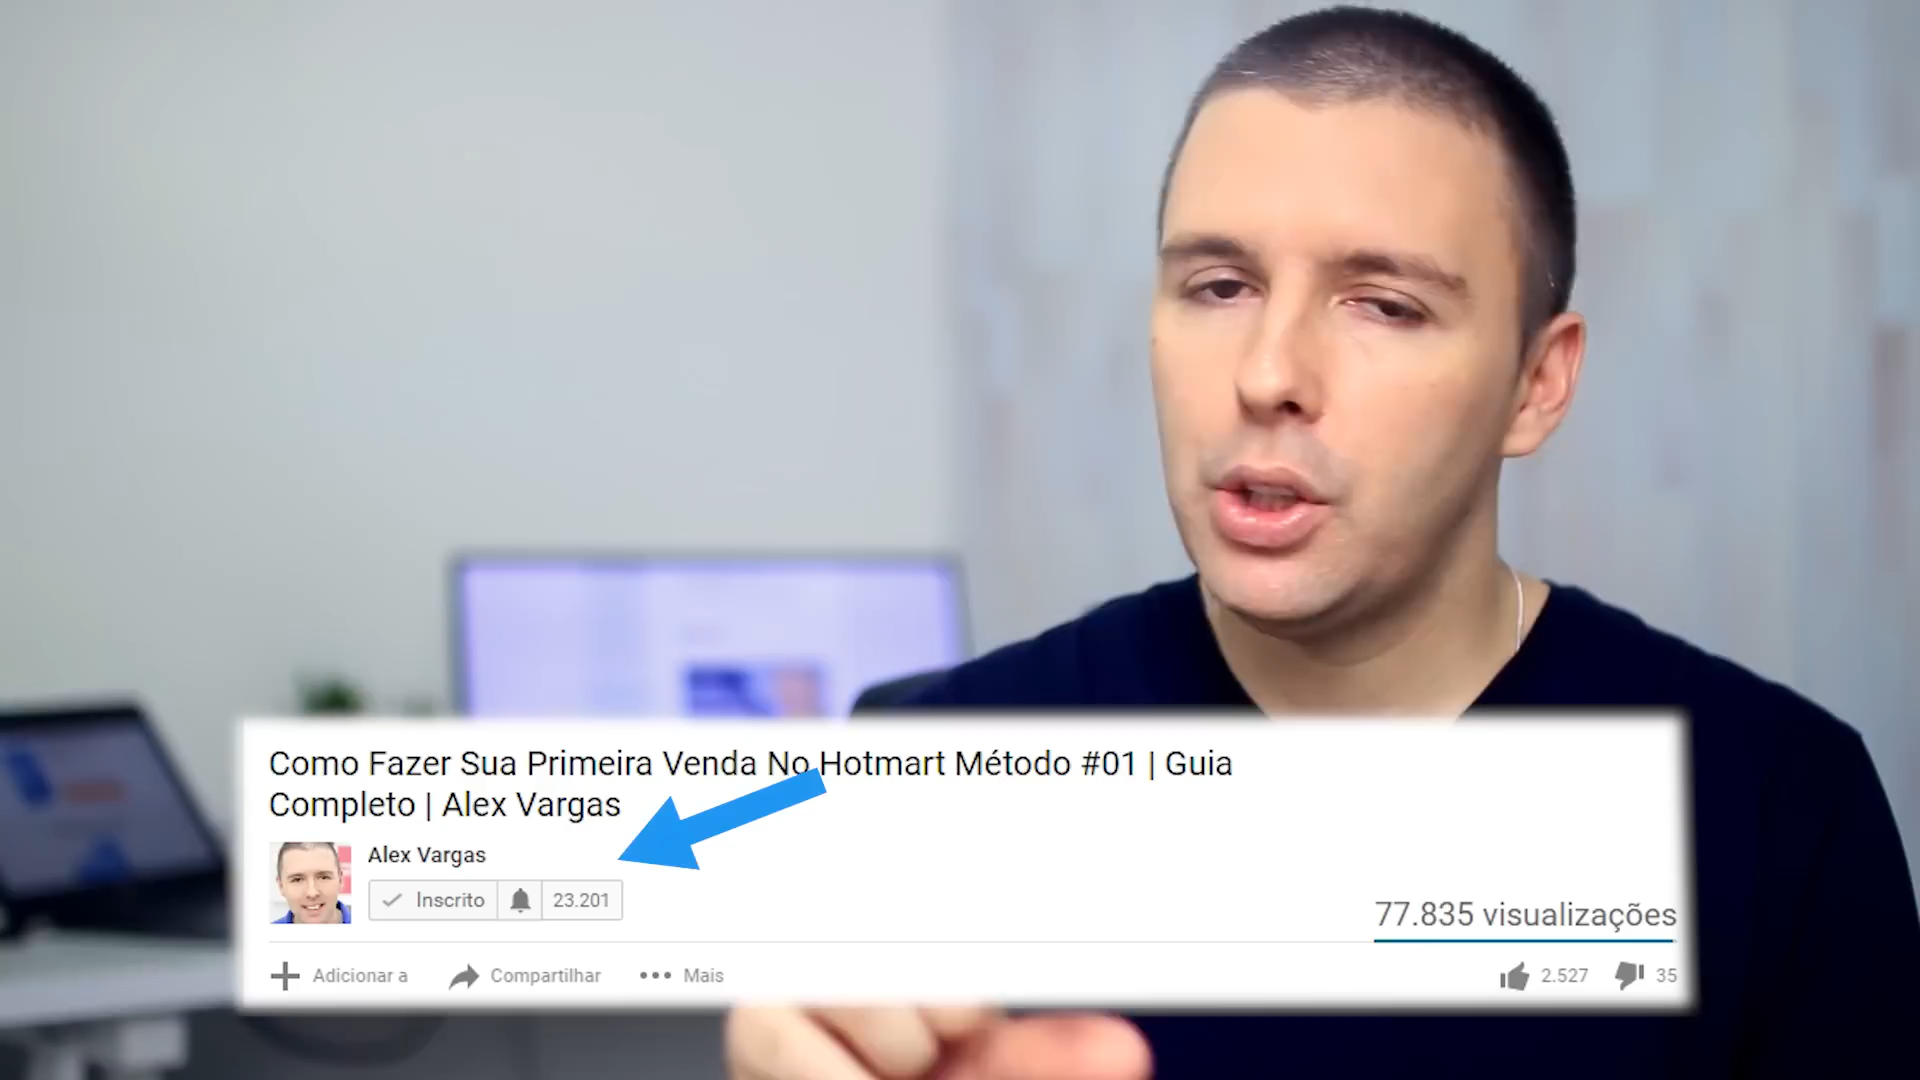 Como Fazer Sua Primeira Venda No Hotmart Método #01 | Guia
Completo | Alex Vargas
Alex Vargas
Inscrito 23.201
77.835 visualizações
Adicionar a Compartilhar Mais
2.527 35